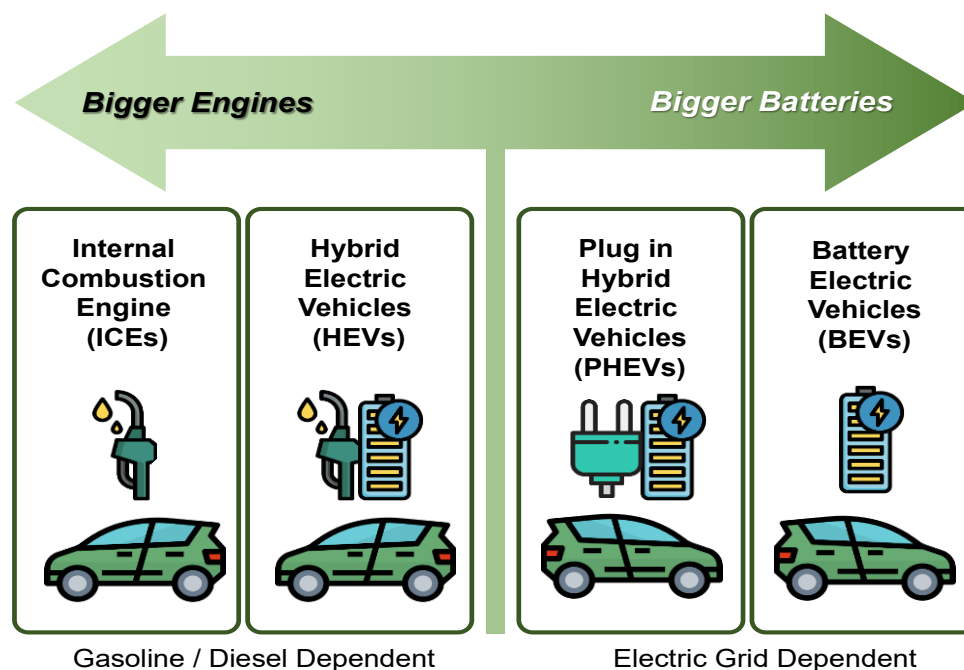 Bigger Engines
Bigger Batteries
Internal
Combustion
Engine
(ICEs)
Hybrid
Electric
Vehicles
(HEVs)
Plug in
Hybrid
Electric
Vehicles
(PHEVs)
Battery
Electric
Vehicles
(BEVs)
Gasoline / Diesel Dependent
Electric Grid Dependent